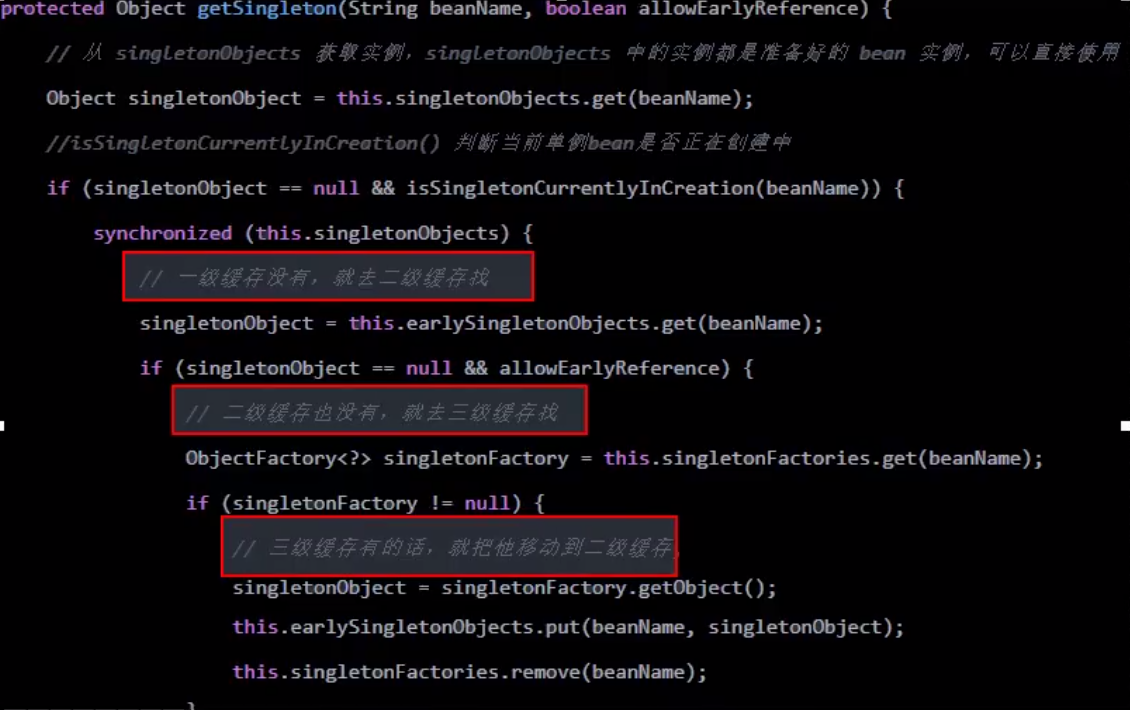 protected Object getSingleton(String beanName, boolean allowEarlyReference) {
// 从 singletonObjects 获取实例，singletonObjects 中的实例都是准备好的 bean 实例，可以直接使用
Object singletonObject = this.singletonObjects.get(beanName);
//isSingletonCurrentlyInCreation() 判断当前单例bean是否正在创建中
if (singletonObject == null && isSingletonCurrentlyInCreation(beanName)) {
synchronized (this.singletonObjects) {
// 一级缓存没有，就去二级缓存找
singletonObject = this.earlySingletonObjects.get(beanName);
if (singletonObject == null && allowEarlyReference) {
// 二级缓存也没有，就去三级缓存找
ObjectFactory<?> singletonFactory = this.singletonFactories.get(beanName);
if (singletonFactory != null) {
// 三级缓存有的话，就把他移动到二级缓存,
singletonObject = singletonFactory.getObject();
this.earlySingletonObjects.put(beanName, singletonObject);
this.singletonFactories.remove(beanName);
}